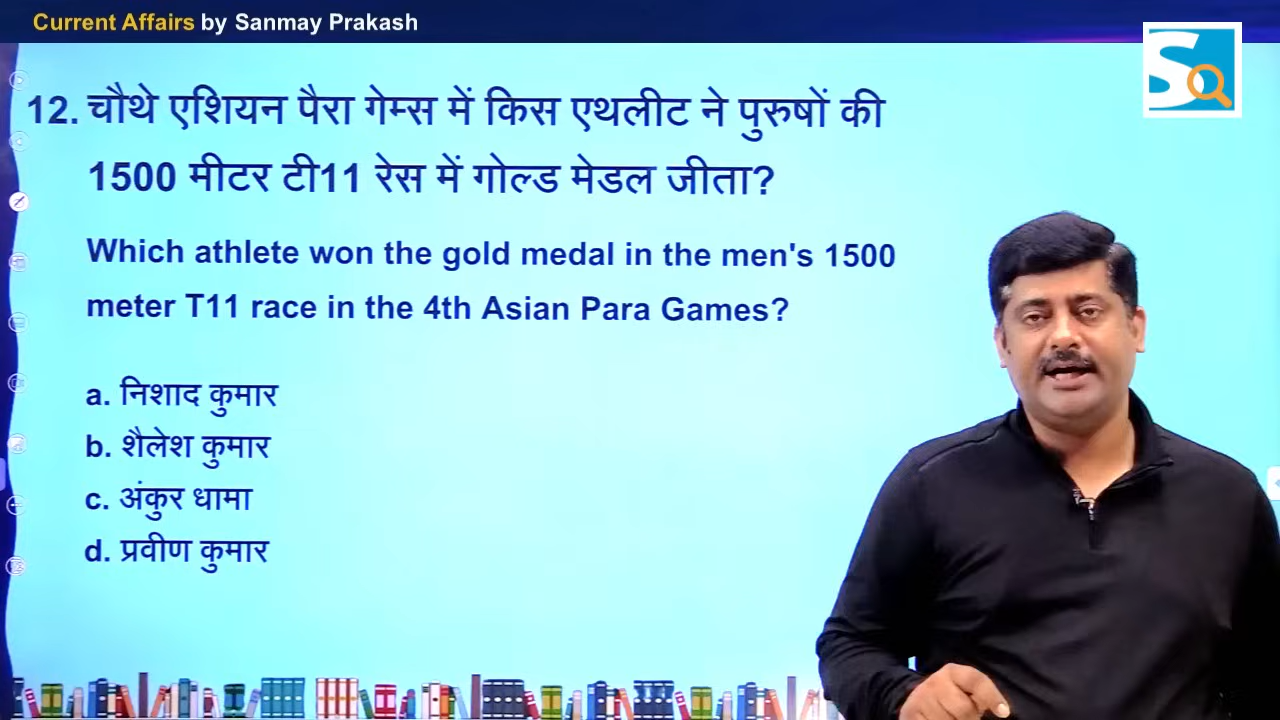 Current Affairs by Sanmay Prakash
SQ
12. चौथे एशियन पैरा गेम्स में किस एथलीट ने पुरुषों की
1500 मीटर टी11 रेस में गोल्ड मेडल जीता?
Which athlete won the gold medal in the men's 1500
meter T11 race in the 4th Asian Para Games?
a. निशाद कुमार
b. शैलेश कुमार
c. अंकुर धामा
d. प्रवीण कुमार